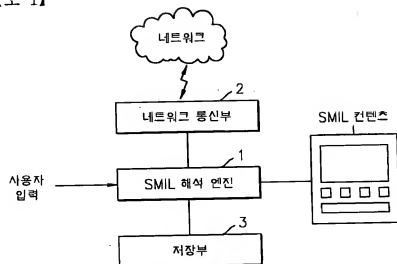 【도 1】
네트워크
2
네트워크 통신부
SMIL 컨텐츠
1
사용자
입력
SMIL 해석 엔진
3
저장부